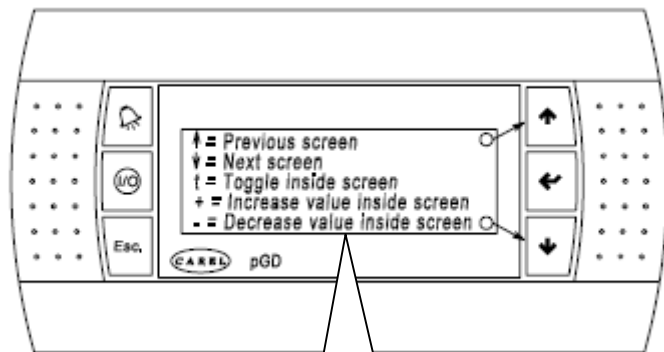 ↑ = Previous screen
↓ = Next screen
↑ = Toggle inside screen
+ = Increase value inside screen
- = Decrease value inside screen
I/O
Esc.
CAREL pGD